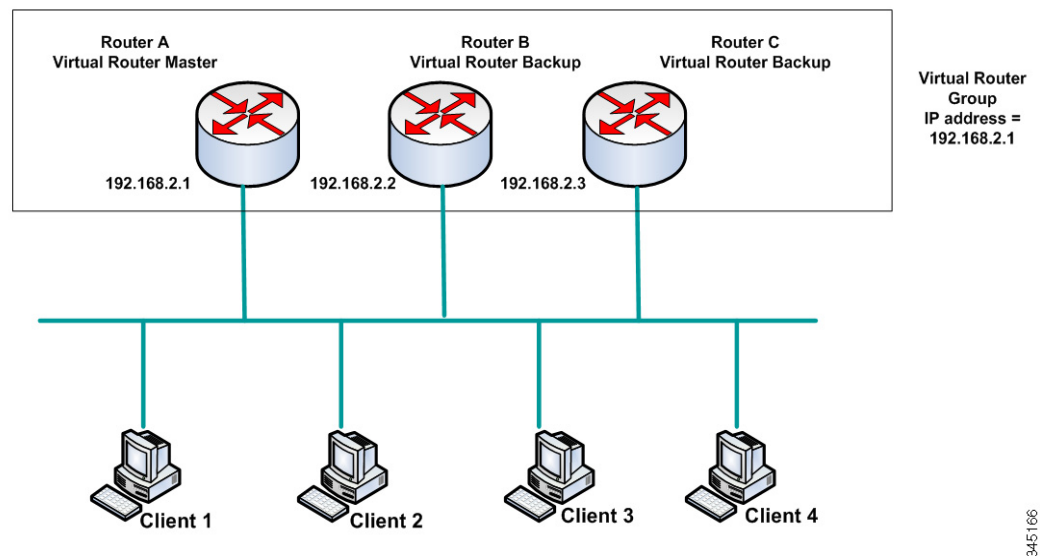 Router A
Virtual Router Master
Router B
Virtual Router Backup
Router C
Virtual Router Backup
Virtual Router
Group
IP address =
192.168.2.1
192.168.2.1
192.168.2.2
192.168.2.3
Client 1
Client 2
Client 3
Client 4
345166